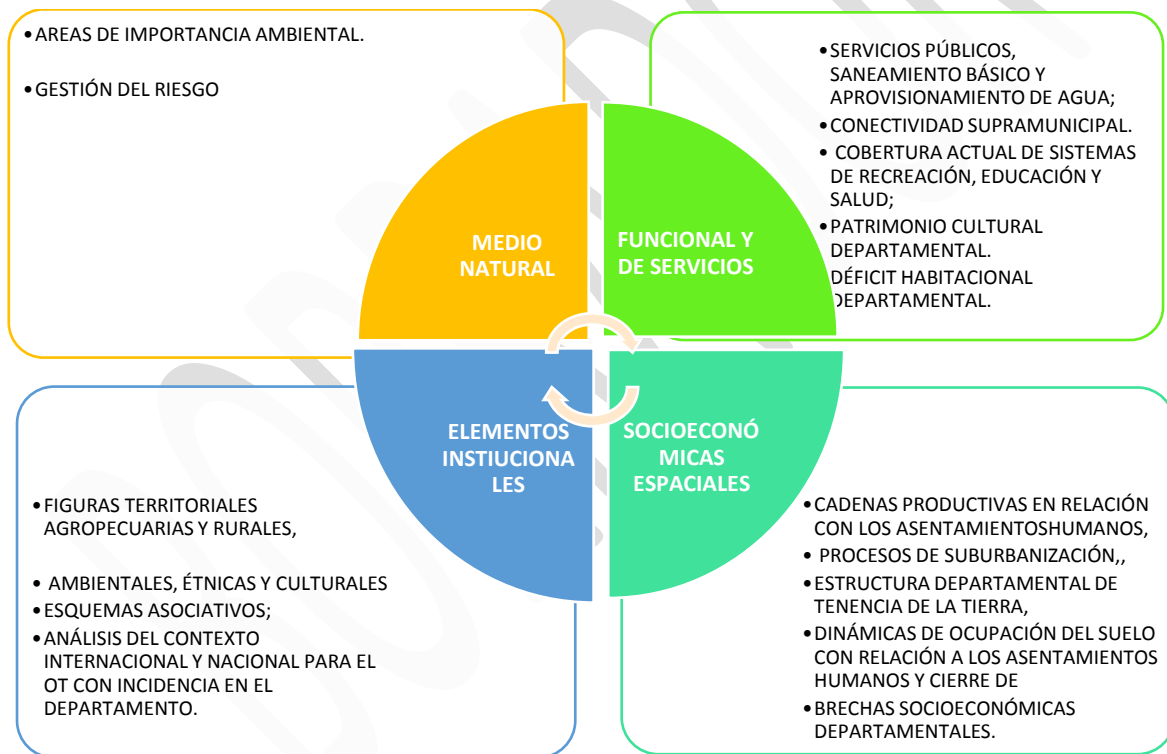 •AREAS DE IMPORTANCIA AMBIENTAL.
•GESTIÓN DEL RIESGO
•SERVICIOS PÚBLICOS,
SANEAMIENTO BÁSICO Y
APROVISIONAMIENTO DE AGUA;
•CONECTIVIDAD SUPRAMUNICIPAL.
• COBERTURA ACTUAL DE SISTEMAS
DE RECREACIÓN, EDUCACIÓN Y
SALUD;
•PATRIMONIO CULTURAL
DEPARTAMENTAL.
DÉFICIT HABITACIONAL
DEPARTAMENTAL.
MEDIO
NATURAL
FUNCIONAL Y
DE SERVICIOS
ELEMENTOS
INSTIUCIONA
LES
SOCIOECONÓ
MICAS
ESPACIALES
•FIGURAS TERRITORIALES
AGROPECUARIAS Y RURALES,
• AMBIENTALES, ÉTNICAS Y CULTURALES
•ESQUEMAS ASOCIATIVOS;
•ANÁLISIS DEL CONTEXTO
INTERNACIONAL Y NACIONAL PARA EL
OT CON INCIDENCIA EN EL
DEPARTAMENTO.
•CADENAS PRODUCTIVAS EN RELACIÓN
CON LOS ASENTAMIENTOSHUMANOS,
• PROCESOS DE SUBURBANIZACIÓN,,
•ESTRUCTURA DEPARTAMENTAL DE
TENENCIA DE LA TIERRA,
•DINÁMICAS DE OCUPACIÓN DEL SUELO
CON RELACIÓN A LOS ASENTAMIENTOS
HUMANOS Y CIERRE DE
•BRECHAS SOCIOECONÓMICAS
DEPARTAMENTALES.